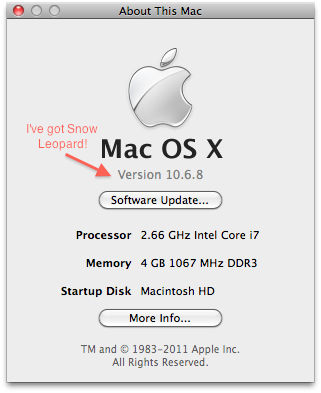 About This Mac
I've got Snow
Leopard!
Mac OS X
Version 10.6.8
Software Update...
Processor 2.66 GHz Intel Core i7
Memory 4 GB 1067 MHz DDR3
Startup Disk Macintosh HD
More Info...
TM and © 1983-2011 Apple Inc.
All Rights Reserved.